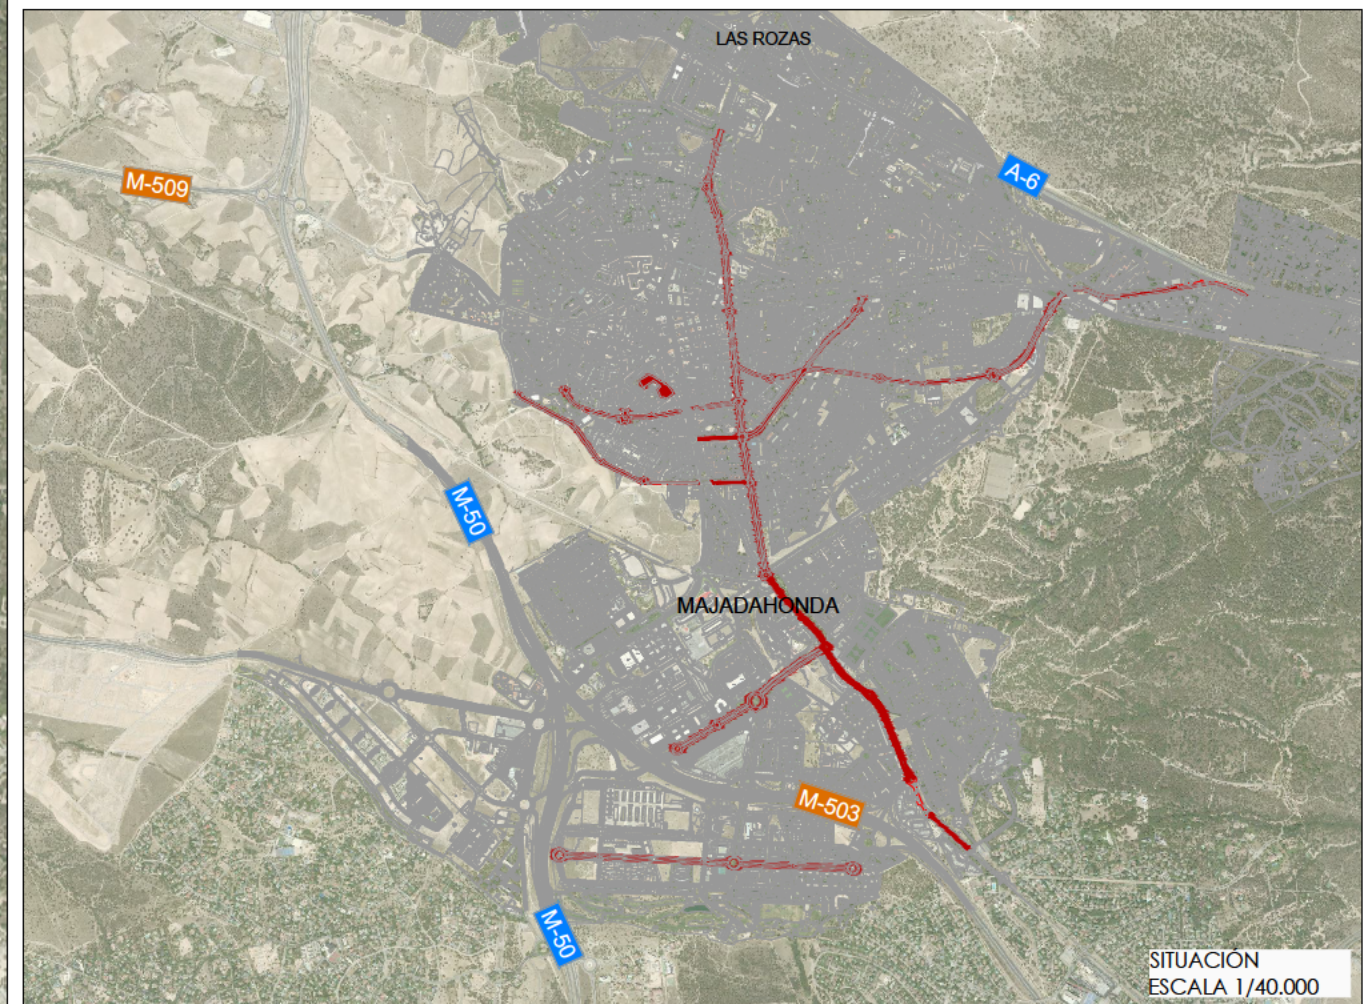 LAS ROZAS
A-6
M-509
M-50
MAJADAHONDA
M-503
M-50
SITUACIÓN
ESCALA 1/40.000